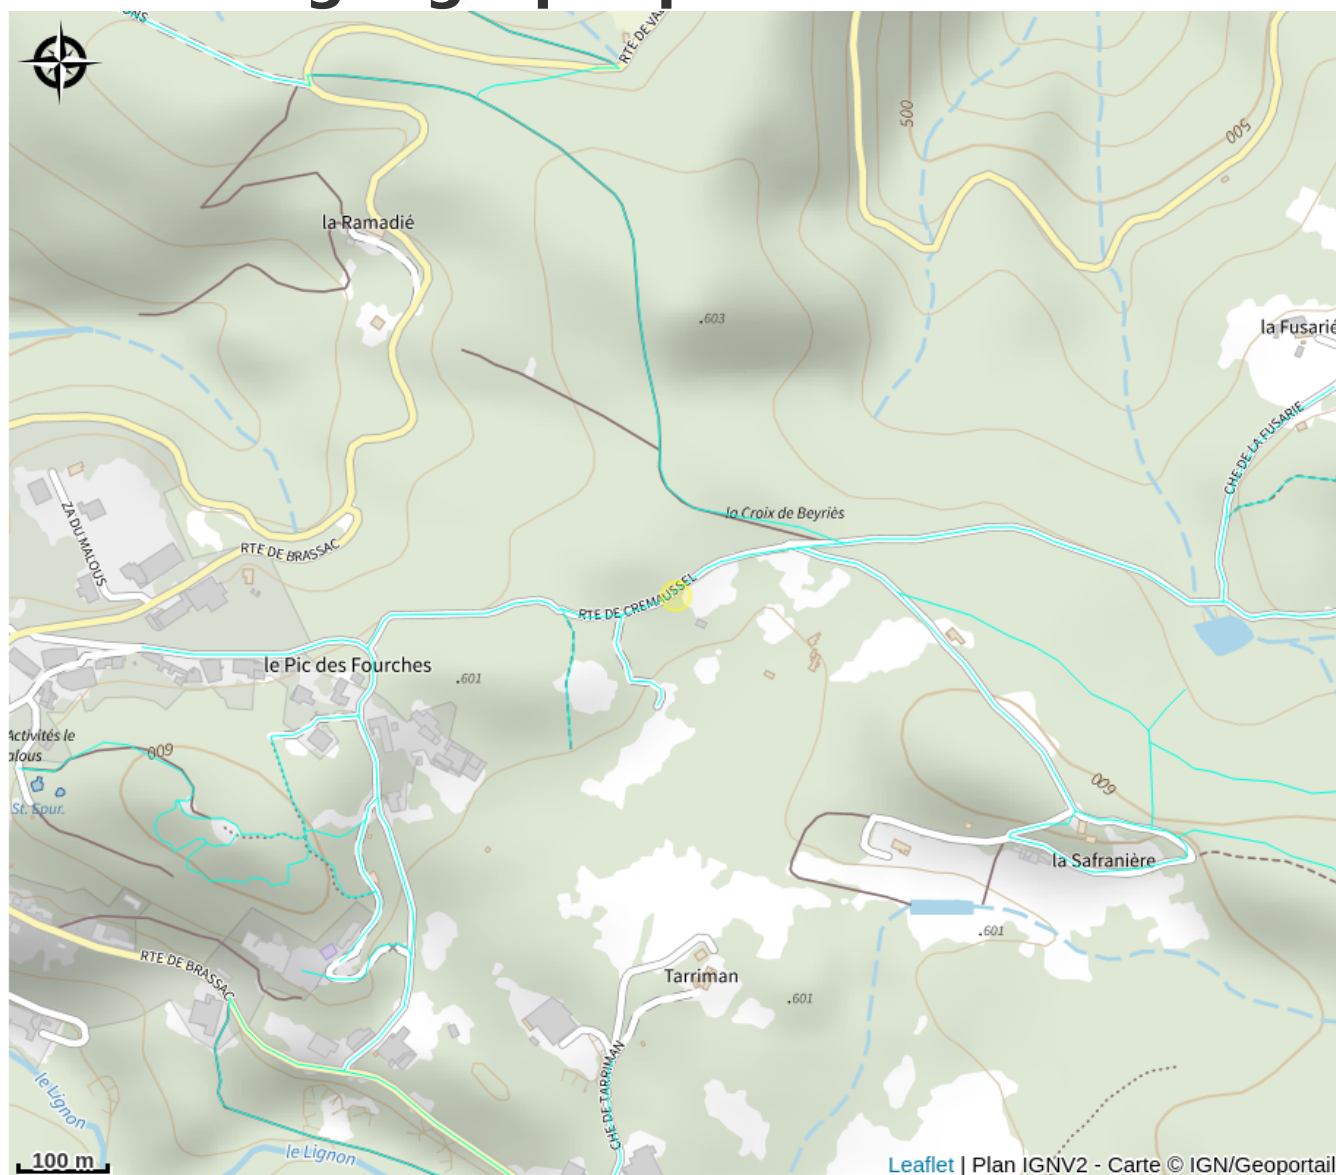 RTE DE
500
500
la Ramadié
603
la Fusarié
CHE DE LA FUSARIE
ZA DU MALOUS
la Croix de Beyriès
RTE DE BRASSAC
RTE DE CREMAUSSEL
le Pic des Fourches
601
Activités le
alous
600
St. Epur.
600
la Safranière
601
RTE DE BRASSAC
Tarriman
601
CHE DE TARRIMAN
le Lignon
le Lignon
100 m
Leaflet | Plan IGNV2 - Carte © IGN/Geoportail